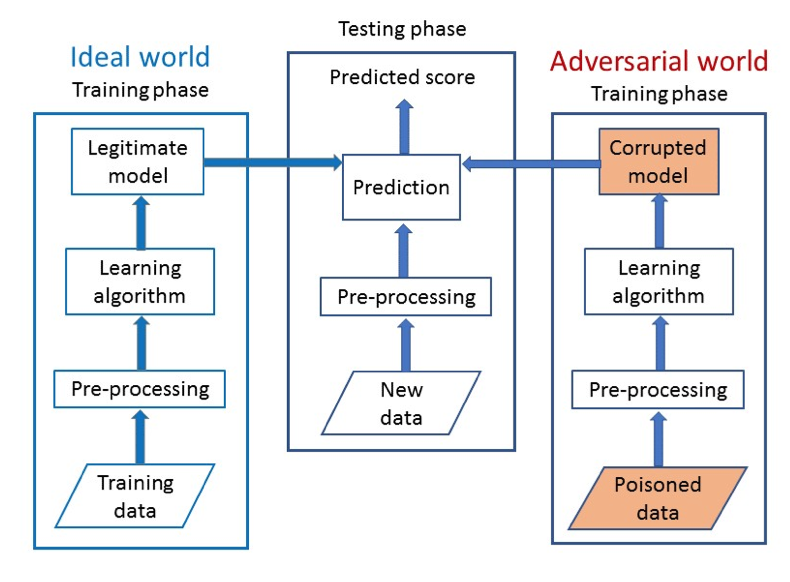 Ideal world
Training phase
Legitimate
model
Learning
algorithm
Pre-processing
Training
data
Testing phase
Predicted score
Prediction
Pre-processing
New
data
Adversarial world
Training phase
Corrupted
model
Learning
algorithm
Pre-processing
Poisoned
data